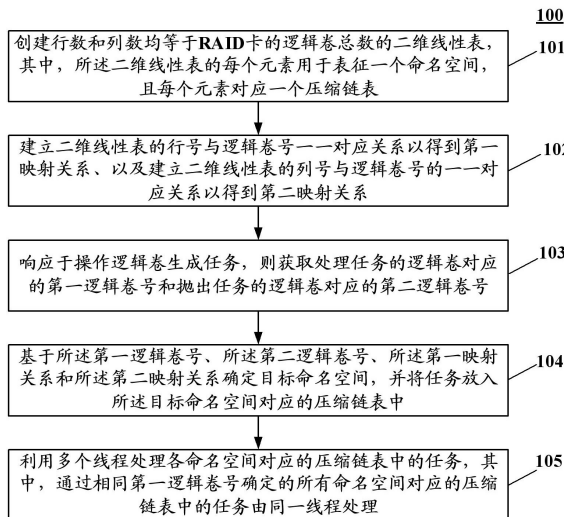 100
创建行数和列数均等于RAID卡的逻辑卷总数的二维线性表，
其中，所述二维线性表的每个元素用于表征一个命名空间，
且每个元素对应一个压缩链表
101
建立二维线性表的行号与逻辑卷号一一对应关系以得到第一
映射关系、以及建立二维线性表的列号与逻辑卷号的一一对
应关系以得到第二映射关系
102
响应于操作逻辑卷生成任务，则获取处理任务的逻辑卷对应
的第一逻辑卷号和抛出任务的逻辑卷对应的第二逻辑卷号
103
基于所述第一逻辑卷号、所述第二逻辑卷号、所述第一映射
关系和所述第二映射关系确定目标命名空间，并将任务放入
所述目标命名空间对应的压缩链表中
104
利用多个线程处理各命名空间对应的压缩链表中的任务，其
中，通过相同第一逻辑卷号确定的所有命名空间对应的压缩
链表中的任务由同一线程处理
105